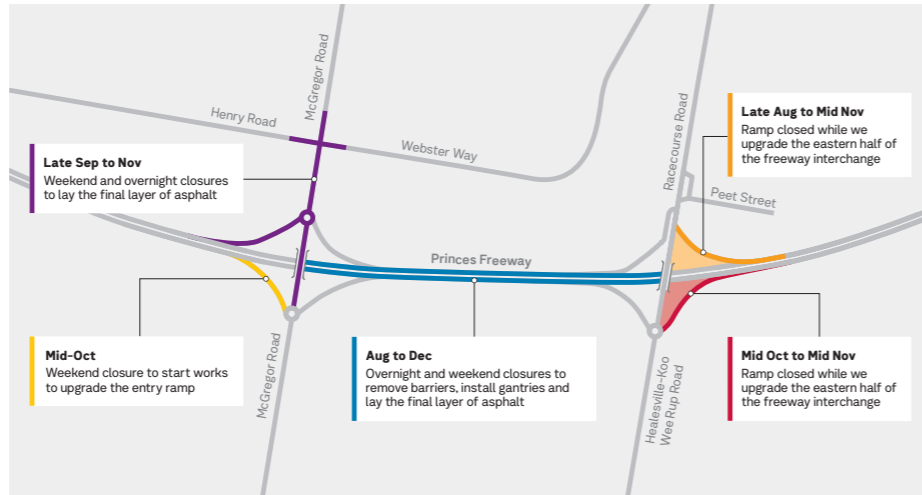 McGregor Road
Henry Road
Webster Way
Racecourse Road
Peet Street
Late Aug to Mid Nov
Ramp closed while we
upgrade the eastern half of
the freeway interchange
Late Sep to Nov
Weekend and overnight closures
to lay the final layer of asphalt
Princes Freeway
Mid-Oct
Weekend closure to start works
to upgrade the entry ramp
McGregor Road
Aug to Dec
Overnight and weekend closures to
remove barriers, install gantries and
lay the final layer of asphalt
Healesville-Koo
Wee Rup Road
Mid Oct to Mid Nov
Ramp closed while we
upgrade the eastern half of
the freeway interchange